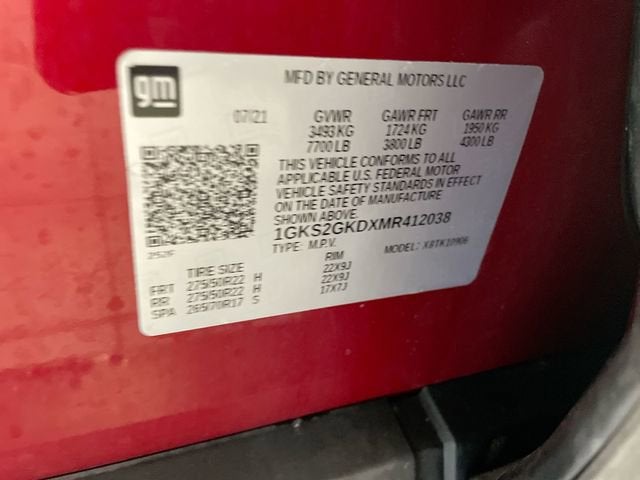 gm
MFD BY GENERAL MOTORS LLC
07/21 GVWR GAWR FRT GAWR RR
3493 KG 1724 KG 1950 KG
7700 LB 3800 LB 4300 LB
THIS VEHICLE CONFORMS TO ALL
APPLICABLE U.S. FEDERAL MOTOR
VEHICLE SAFETY STANDARDS IN EFFECT
ON THE DATE OF MANUFACTURE
SHOWN ABOVE.
1GKS2GKDXMR412038
TYPE: M.P.V. MODEL: X8TK10906
252F
TIRE SIZE RIM
FRT 275/50R22 H 22X9J
RR 275/50R22 H 22X9J
SPA 265/70R17 S 17X7J